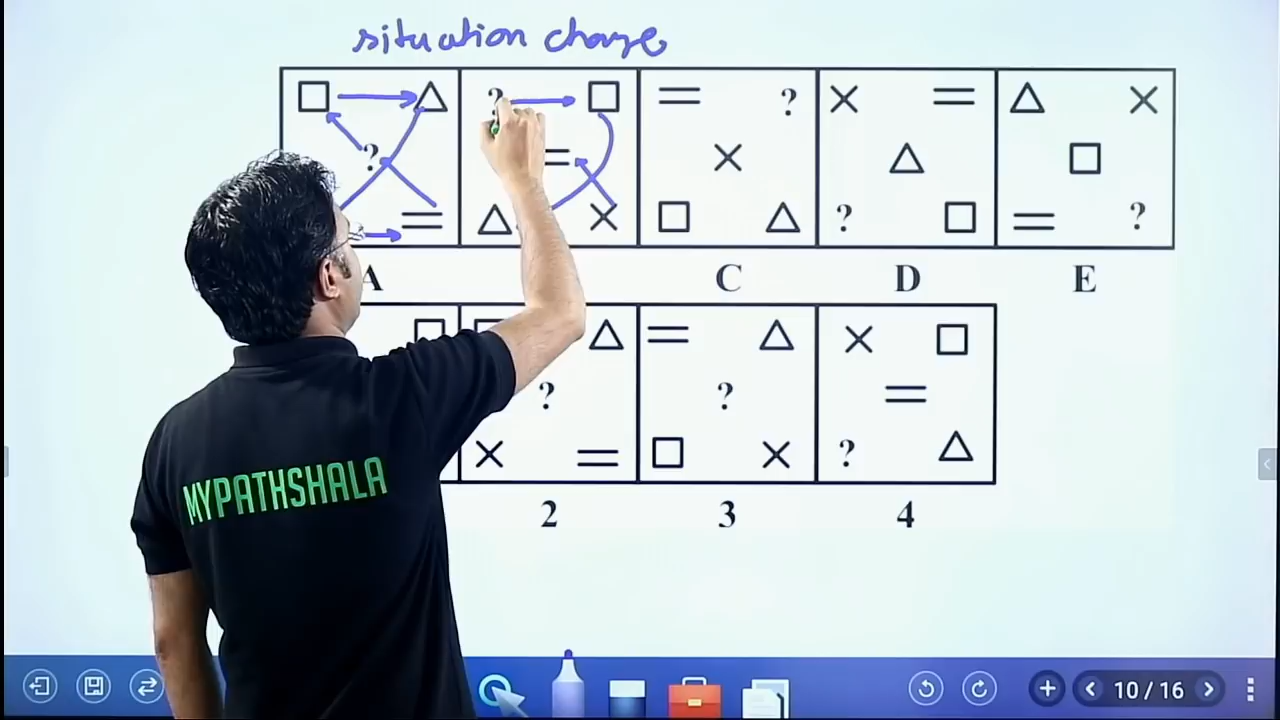 situation change
□ △ ? □ = ? × = △ ×
? = × △ □
= △ × □ △ ? □ = ?
A C D E
□ △ = △ × □
? ? =
× = □ × ? △
2 3 4
MYPATHSHALA
10 / 16